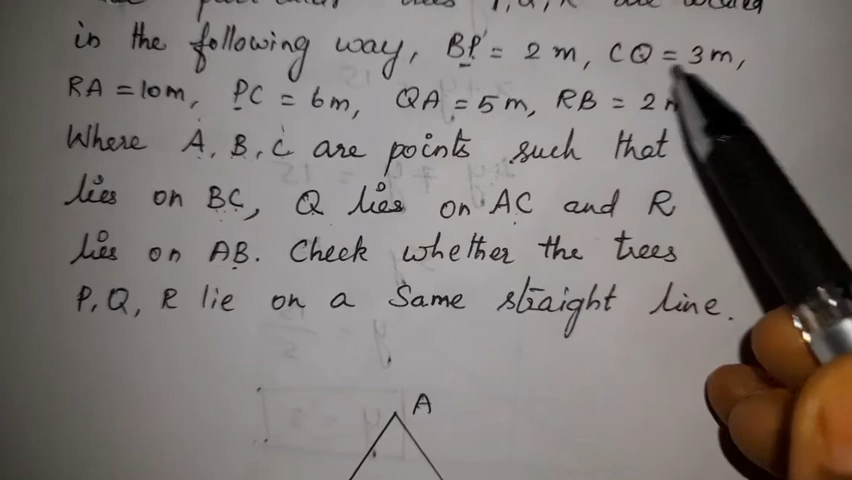 P, Q, R are
in the following way, BP = 2 m, CQ = 3m,
RA = 10m, PC = 6m, QA = 5m, RB = 2
Where A, B, C are points such that
lies on BC, Q lies on AC and R
lies on AB. Check whether the trees
P, Q, R lie on a Same straight line.
A